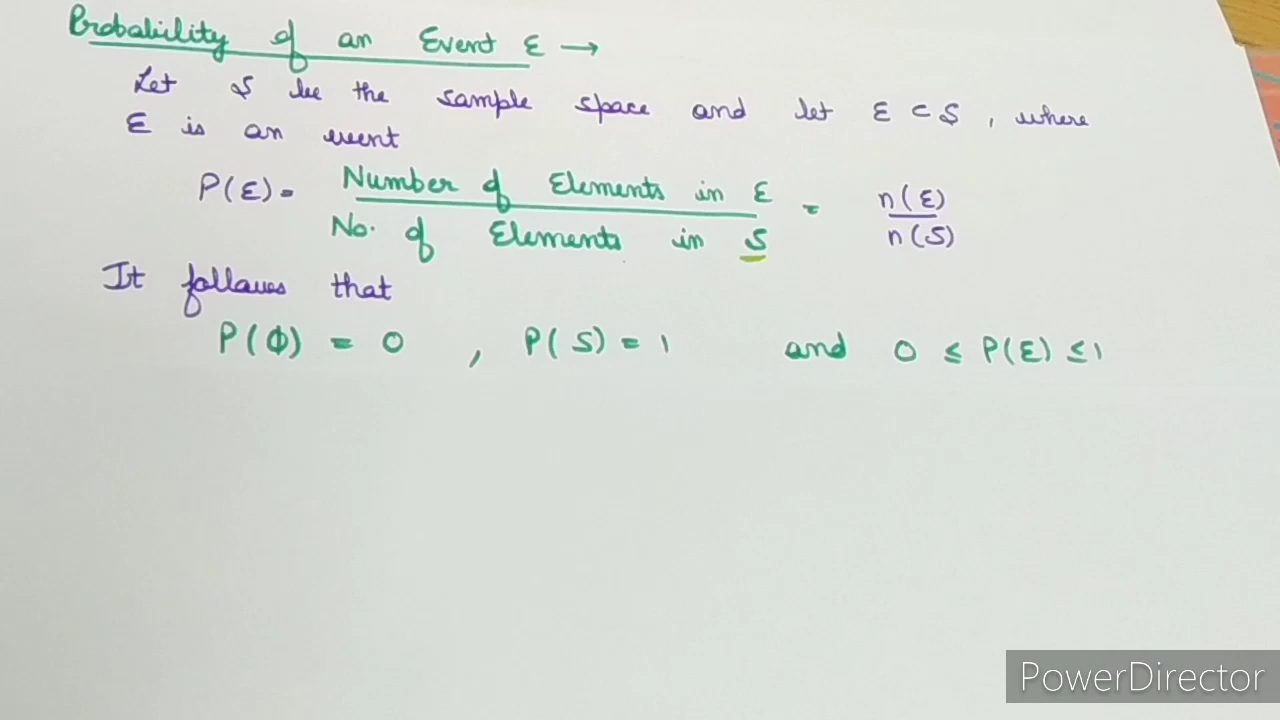 Probability of an Event E →
Let S be the sample space and let E ⊂ S, where
E is an event
P(E) = Number of Elements in E / No. of Elements in S = n(E) / n(S)
It follows that
P(Φ) = 0 , P(S) = 1 and 0 ≤ P(E) ≤ 1
PowerDirector